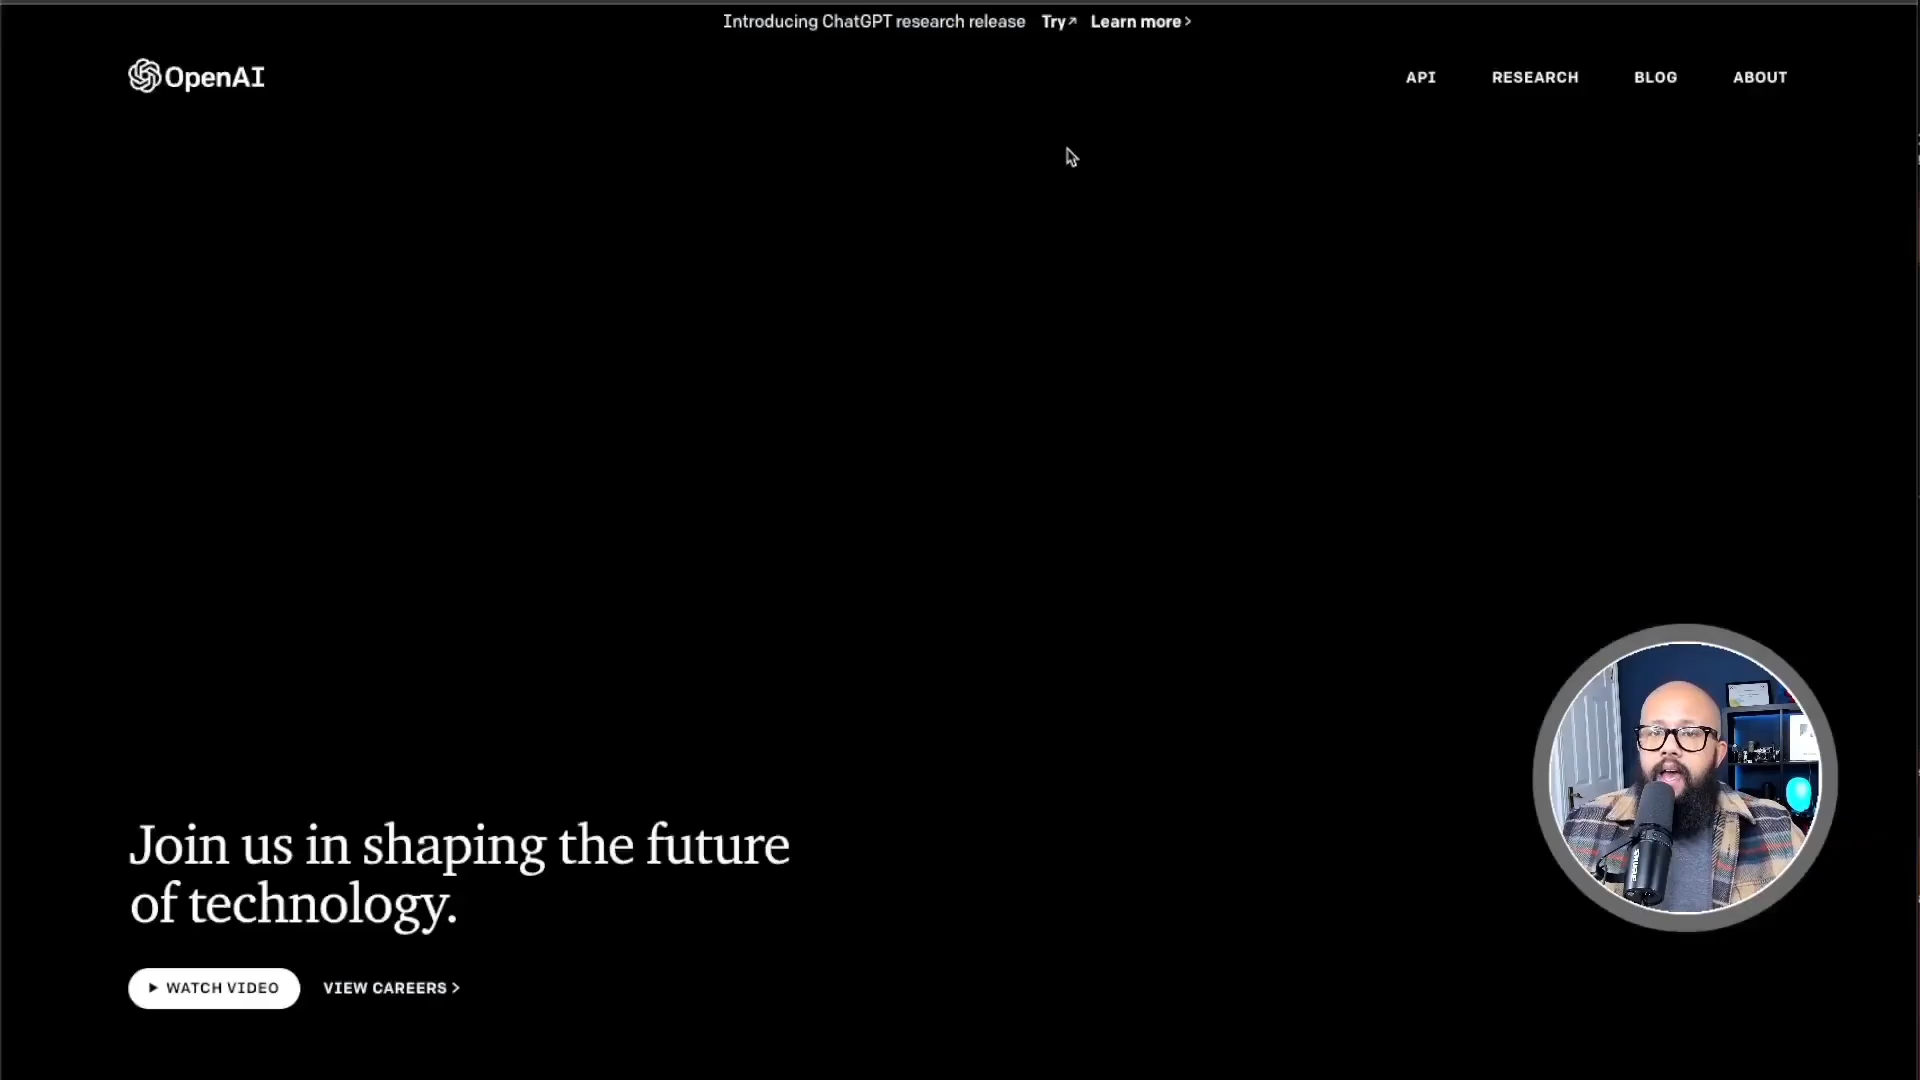 Introducing ChatGPT research release Try↗ Learn more >
OpenAI
API RESEARCH BLOG ABOUT
Join us in shaping the future
of technology.
WATCH VIDEO VIEW CAREERS >